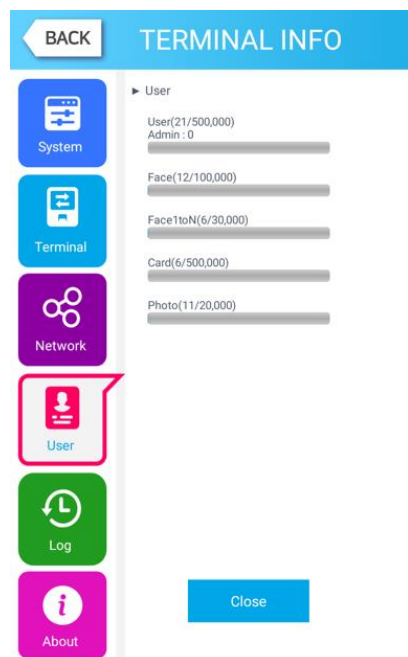 BACK
TERMINAL INFO
System
Terminal
Network
User
Log
About
► User
User(21/500,000)
Admin : 0
Face(12/100,000)
Face1toN(6/30,000)
Card(6/500,000)
Photo(11/20,000)
Close